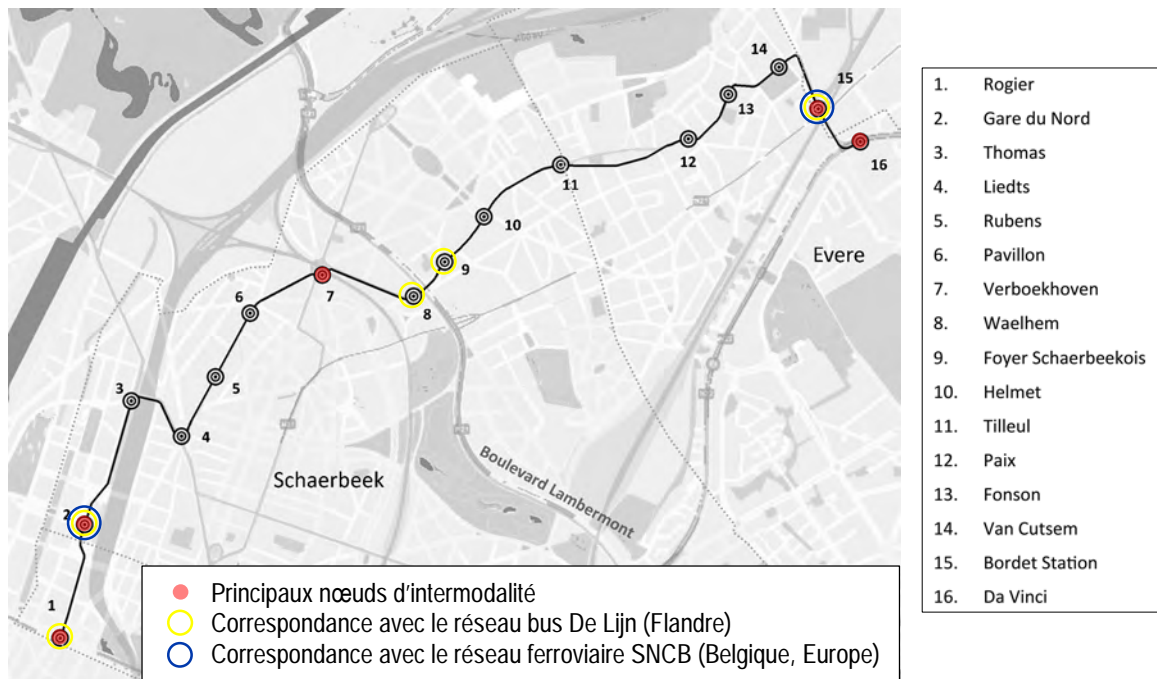 14
15
13
16
12
11
10
Evere
9
6
7
8
5
3
4
Boulevard Lambermont
Schaerbeek
2
1
Principaux nœuds d'intermodalité
Correspondance avec le réseau bus De Lijn (Flandre)
Correspondance avec le réseau ferroviaire SNCB (Belgique, Europe)
1. Rogier
2. Gare du Nord
3. Thomas
4. Liedts
5. Rubens
6. Pavillon
7. Verboekhoven
8. Waelhem
9. Foyer Schaerbeekois
10. Helmet
11. Tilleul
12. Paix
13. Fonson
14. Van Cutsem
15. Bordet Station
16. Da Vinci